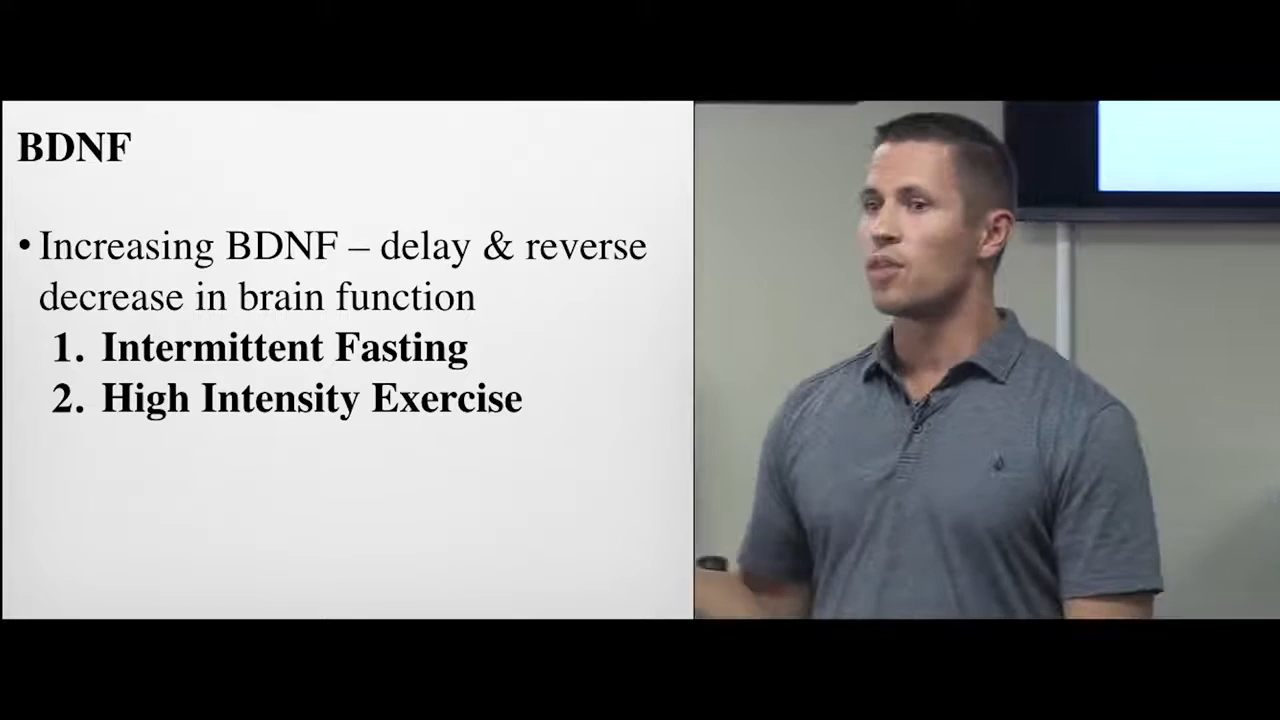 BDNF
• Increasing BDNF – delay & reverse
decrease in brain function
1. Intermittent Fasting
2. High Intensity Exercise